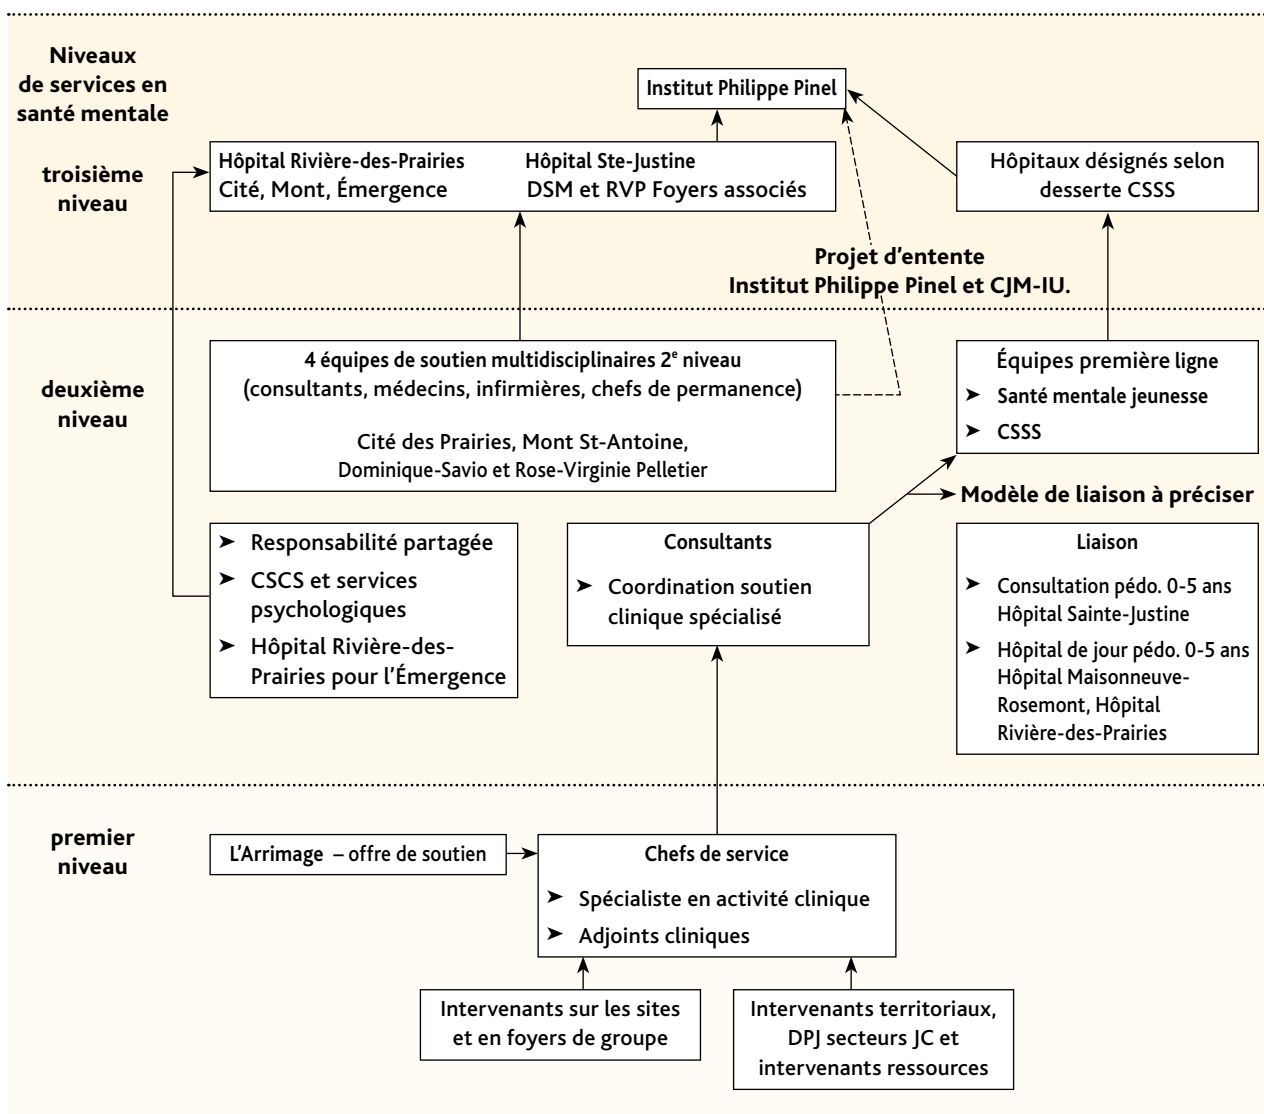 Niveaux
de services en
santé mentale
Institut Philippe Pinel
troisième
niveau
Hôpital Rivière-des-Prairies
Cité, Mont, Émergence
Hôpital Ste-Justine
DSM et RVP Foyers associés
Hôpitaux désignés selon
desserte CSSS
Projet d'entente
Institut Philippe Pinel et CJM-IU.
deuxième
niveau
4 équipes de soutien multidisciplinaires 2e niveau
(consultants, médecins, infirmières, chefs de permanence)
Cité des Prairies, Mont St-Antoine,
Dominique-Savio et Rose-Virginie Pelletier
Équipes première ligne
➤ Santé mentale jeunesse
➤ CSSS
Modèle de liaison à préciser
➤ Responsabilité partagée
➤ CSCS et services
psychologiques
➤ Hôpital Rivière-des-
Prairies pour l'Émergence
Consultants
➤ Coordination soutien
clinique spécialisé
Liaison
➤ Consultation pédo. 0-5 ans
Hôpital Sainte-Justine
➤ Hôpital de jour pédo. 0-5 ans
Hôpital Maisonneuve-
Rosemont, Hôpital
Rivière-des-Prairies
premier
niveau
L'Arrimage – offre de soutien
Chefs de service
➤ Spécialiste en activité clinique
➤ Adjoints cliniques
Intervenants sur les sites
et en foyers de groupe
Intervenants territoriaux,
DPJ secteurs JC et
intervenants ressources